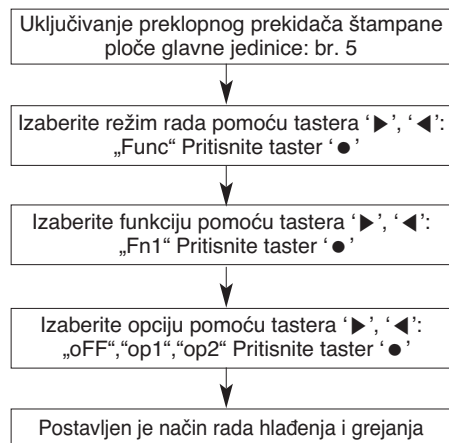 Uključivanje preklopnog prekidača štampane
ploče glavne jedinice: br. 5
Izaberite režim rada pomoću tastera ‘▶’, ‘◀’:
„Func“ Pritisnite taster ‘●’
Izaberite funkciju pomoću tastera ‘▶’, ‘◀’:
„Fn1“ Pritisnite taster ‘●’
Izaberite opciju pomoću tastera ‘▶’, ‘◀’:
„oFF“,“op1“,“op2“ Pritisnite taster ‘●’
Postavljen je način rada hlađenja i grejanja